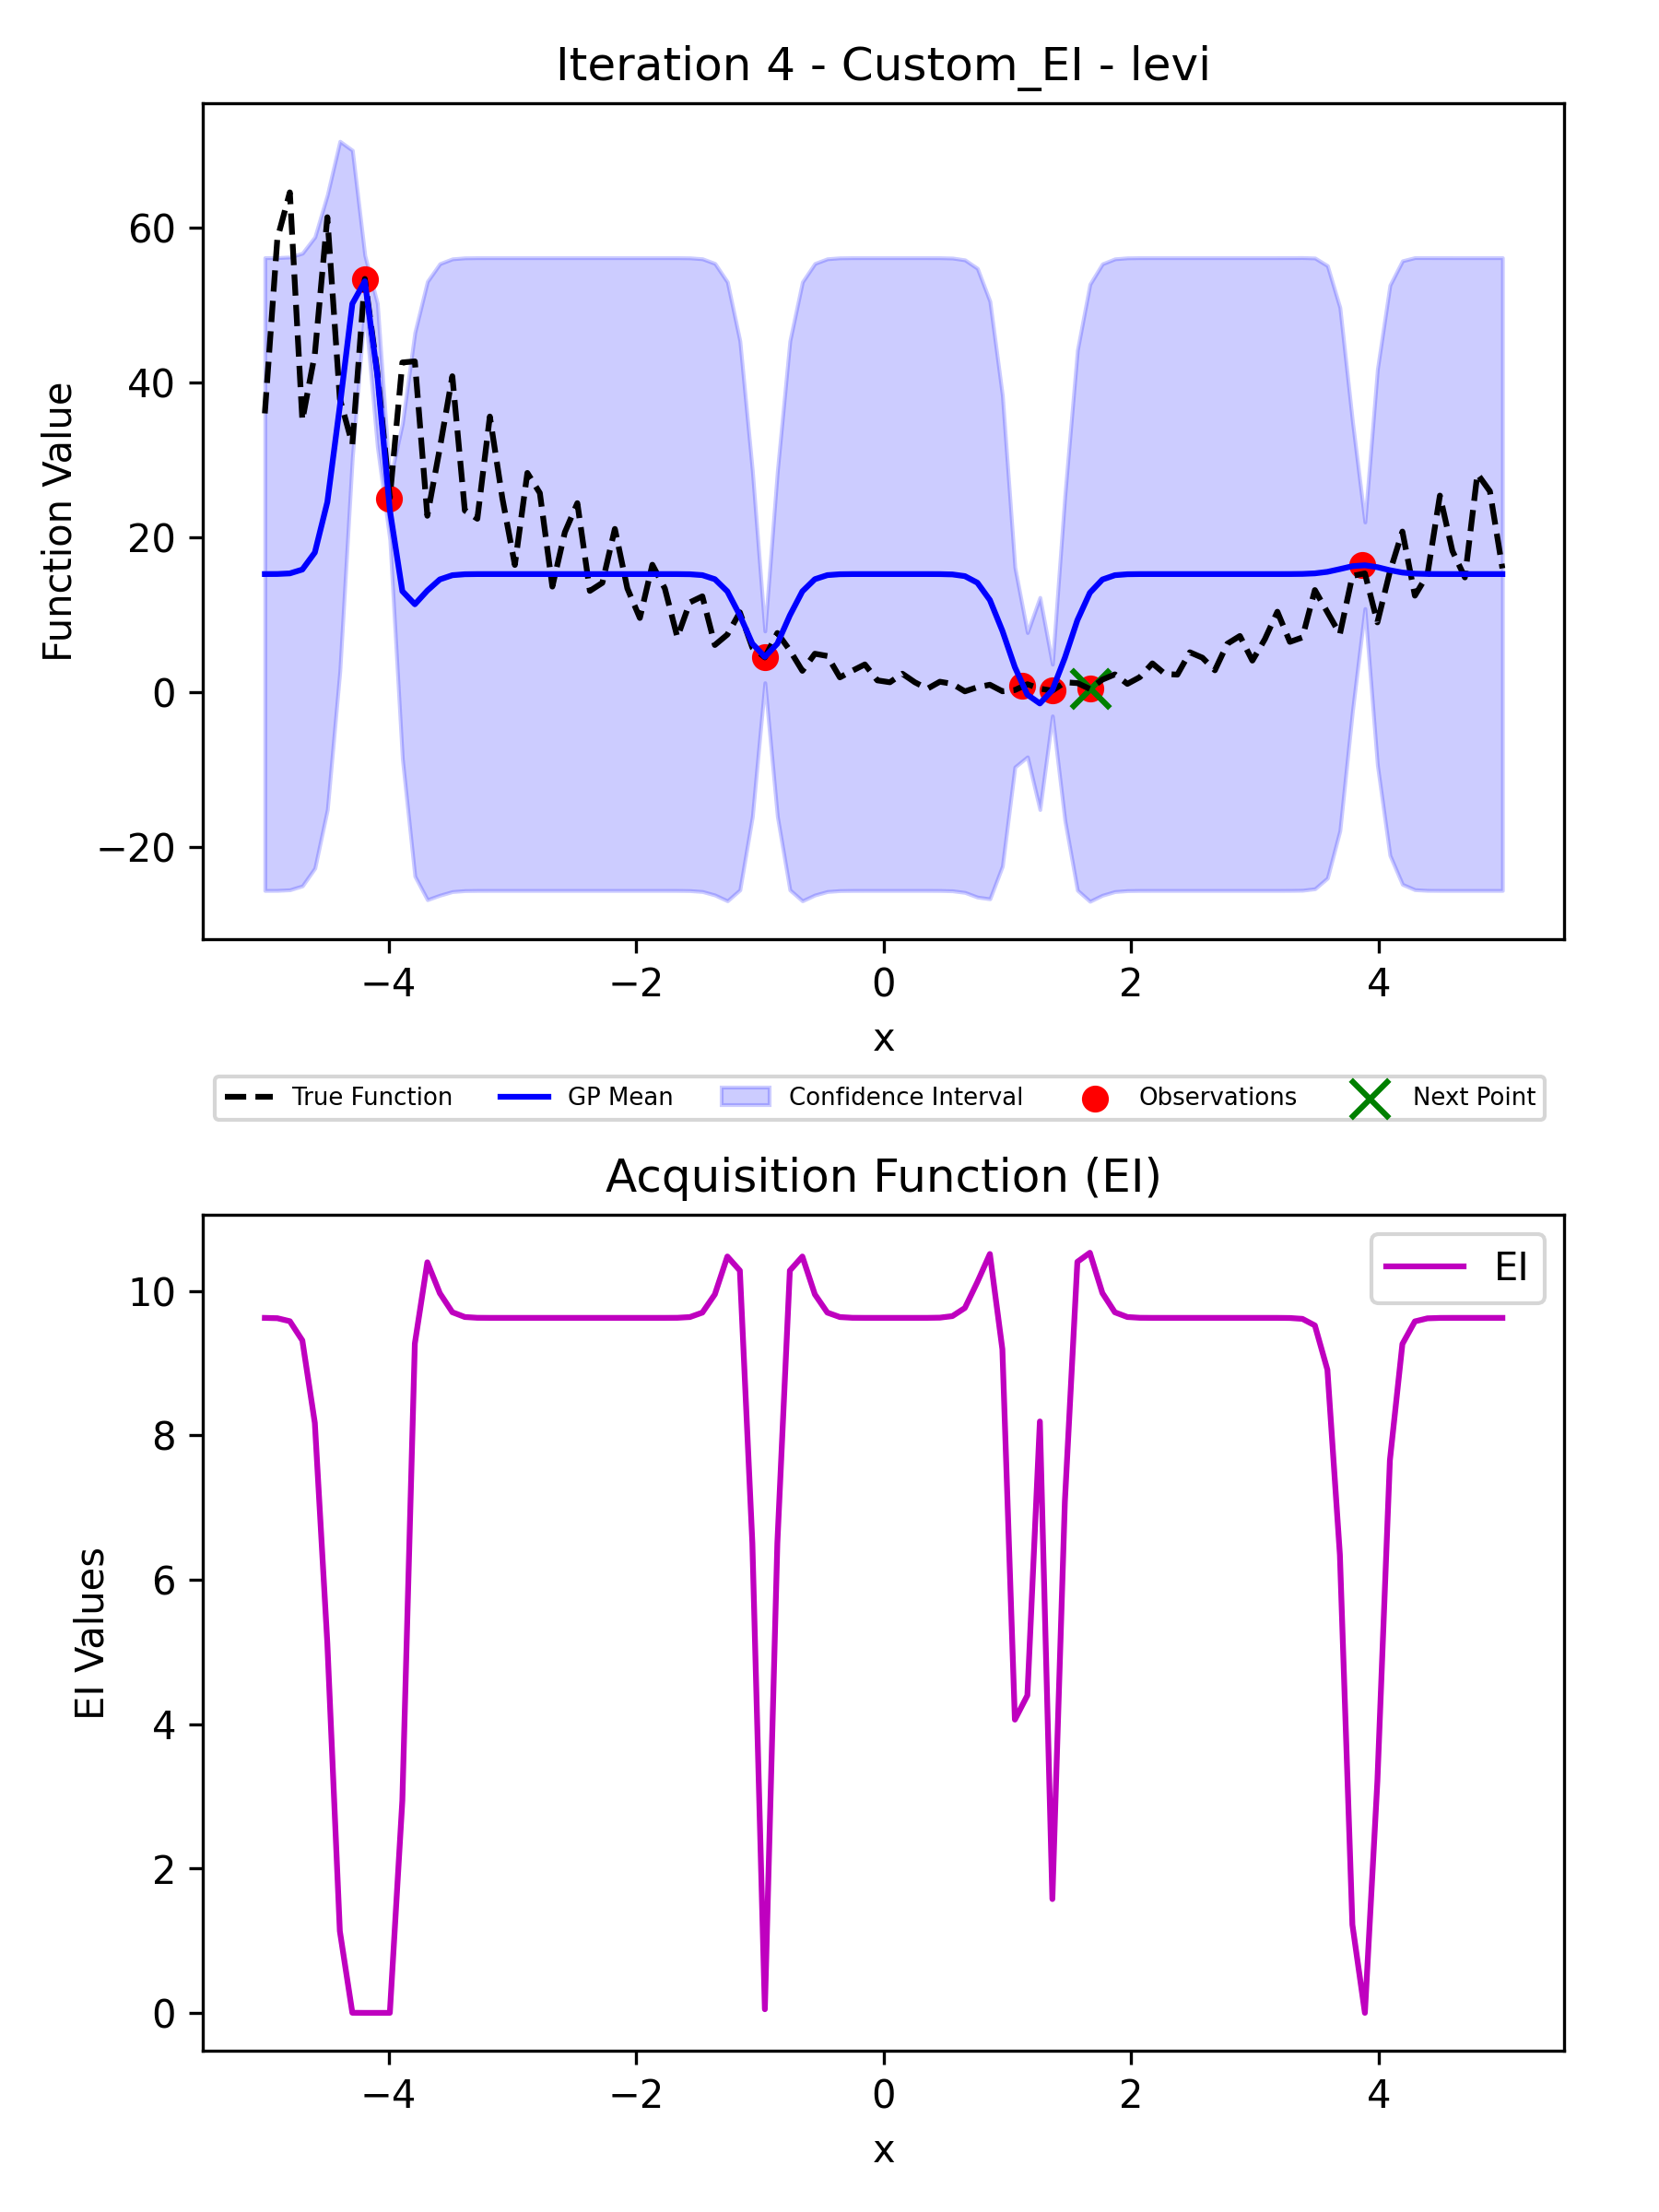 Iteration 4 - Custom_EI - levi
Function Value
60
40
20
0
−20
−4
−2
0
2
4
x
True Function
GP Mean
Confidence Interval
Observations
Next Point
Acquisition Function (EI)
EI Values
10
8
6
4
2
0
EI
−4
−2
0
2
4
x